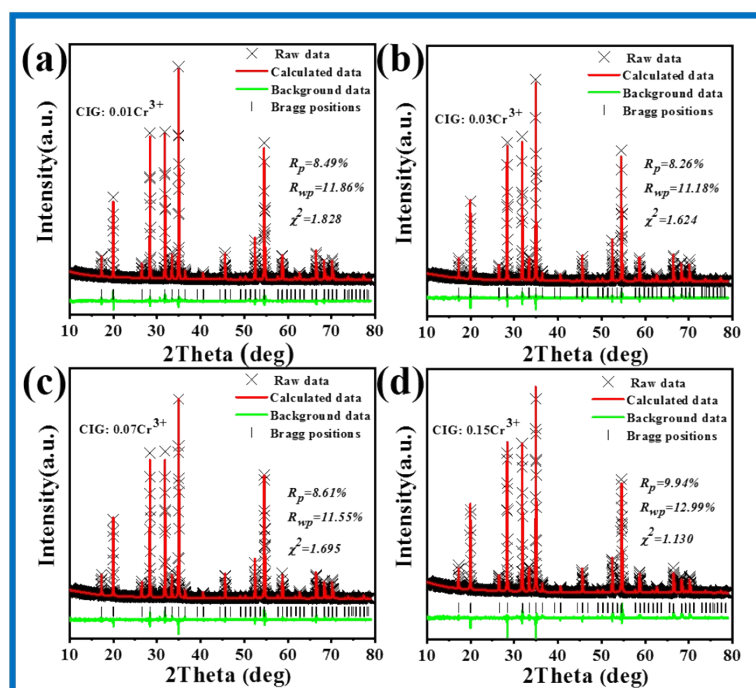 (a)
Intensity(a.u.)
CIG: 0.01Cr3+
Raw data
Calculated data
Background data
Bragg positions
Rp=8.49%
Rwp=11.86%
χ2=1.828
10 20 30 40 50 60 70 80
2Theta (deg)
(b)
Intensity(a.u.)
CIG: 0.03Cr3+
Raw data
Calculated data
Background data
Bragg positions
Rp=8.26%
Rwp=11.18%
χ2=1.624
10 20 30 40 50 60 70 80
2Theta (deg)
(c)
Intensity(a.u.)
CIG: 0.07Cr3+
Raw data
Calculated data
Background data
Bragg positions
Rp=8.61%
Rwp=11.55%
χ2=1.695
10 20 30 40 50 60 70 80
2Theta (deg)
(d)
Intensity(a.u.)
CIG: 0.15Cr3+
Raw data
Calculated data
Background data
Bragg positions
Rp=9.94%
Rwp=12.99%
χ2=1.130
10 20 30 40 50 60 70 80
2Theta (deg)